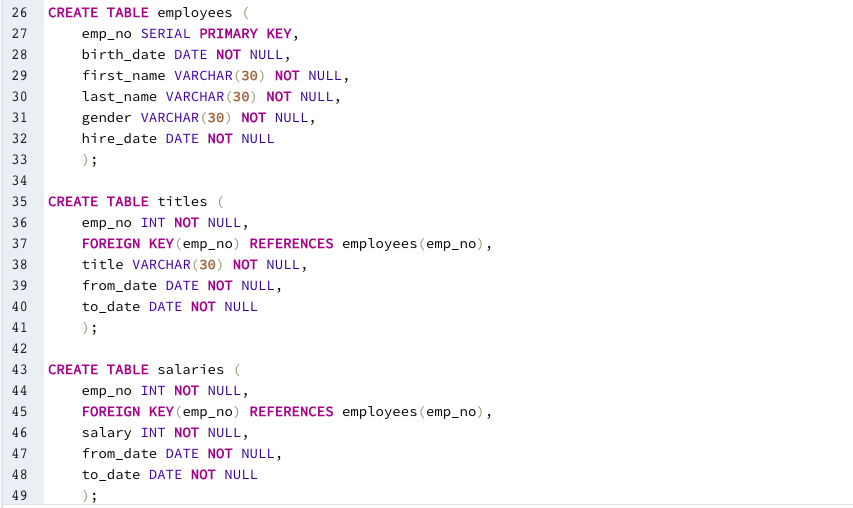 26 CREATE TABLE employees (
27 emp_no SERIAL PRIMARY KEY,
28 birth_date DATE NOT NULL,
29 first_name VARCHAR(30) NOT NULL,
30 last_name VARCHAR(30) NOT NULL,
31 gender VARCHAR(30) NOT NULL,
32 hire_date DATE NOT NULL
33 );
34
35 CREATE TABLE titles (
36 emp_no INT NOT NULL,
37 FOREIGN KEY(emp_no) REFERENCES employees(emp_no),
38 title VARCHAR(30) NOT NULL,
39 from_date DATE NOT NULL,
40 to_date DATE NOT NULL
41 );
42
43 CREATE TABLE salaries (
44 emp_no INT NOT NULL,
45 FOREIGN KEY(emp_no) REFERENCES employees(emp_no),
46 salary INT NOT NULL,
47 from_date DATE NOT NULL,
48 to_date DATE NOT NULL
49 );